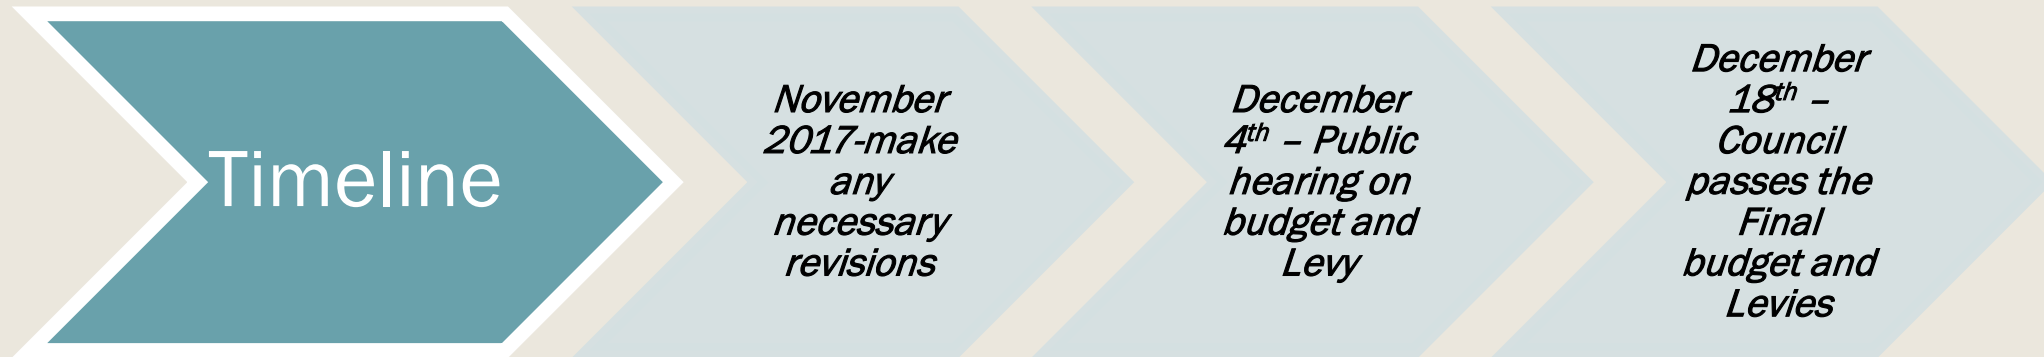 Timeline
November
2017-make
any
necessary
revisions
December
4th – Public
hearing on
budget and
Levy
December
18th –
Council
passes the
Final
budget and
Levies